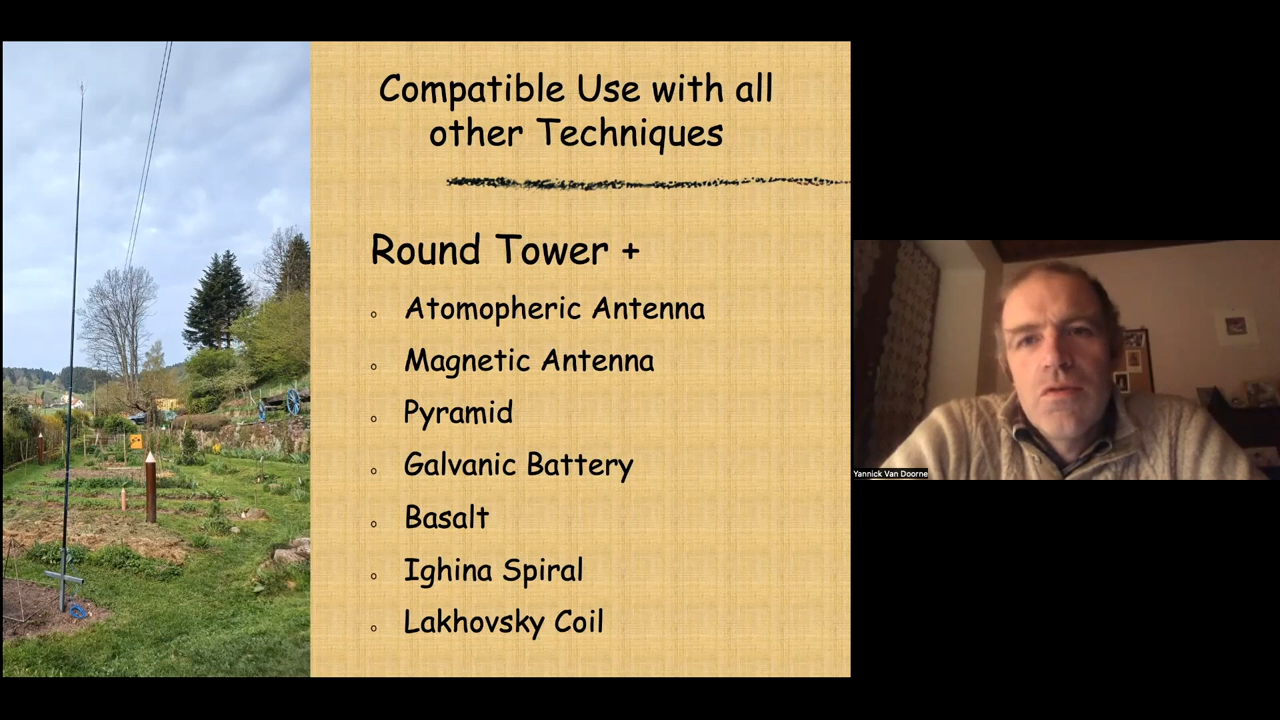 Compatible Use with all
other Techniques
Round Tower +
Atomopheric Antenna
Magnetic Antenna
Pyramid
Galvanic Battery
Basalt
Ighina Spiral
Lakhovsky Coil
Yannick Van Doorne